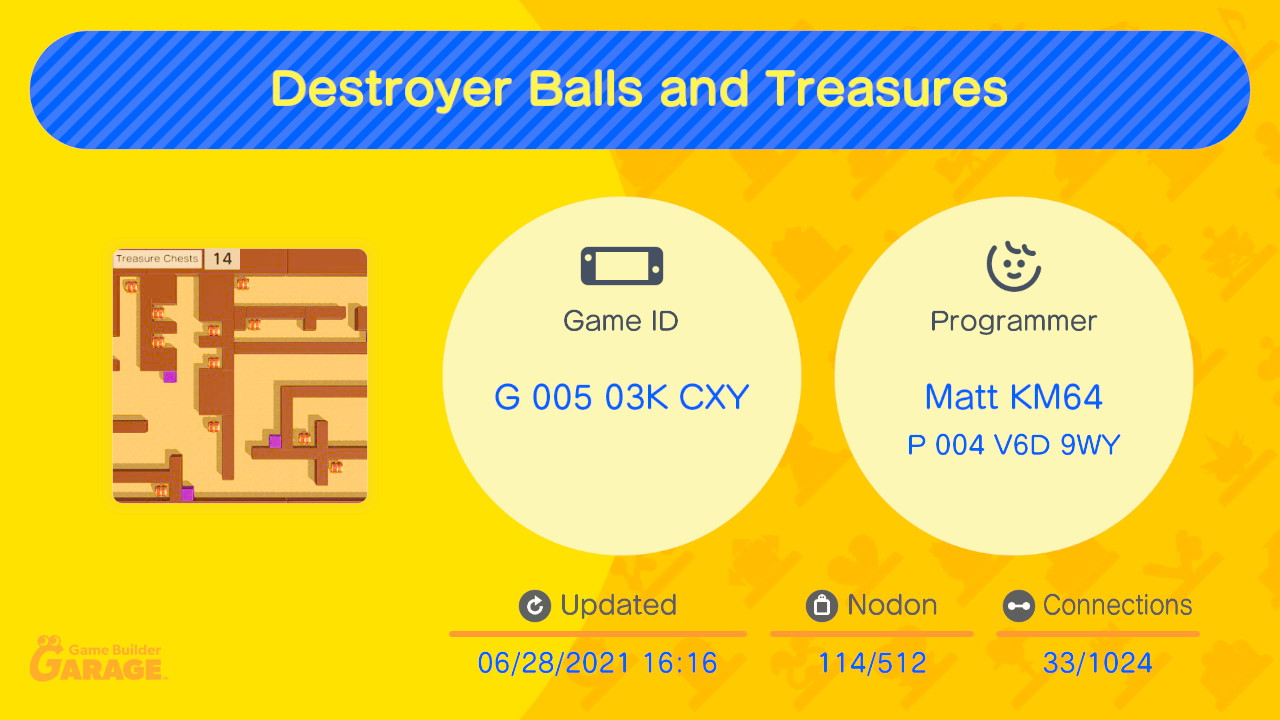 Destroyer Balls and Treasures
Treasure Chests 14
Game ID
G 005 03K CXY
Programmer
Matt KM64
P 004 V6D 9WY
Updated
06/28/2021 16:16
Nodon
114/512
Connections
33/1024
Game Builder
GARAGE™